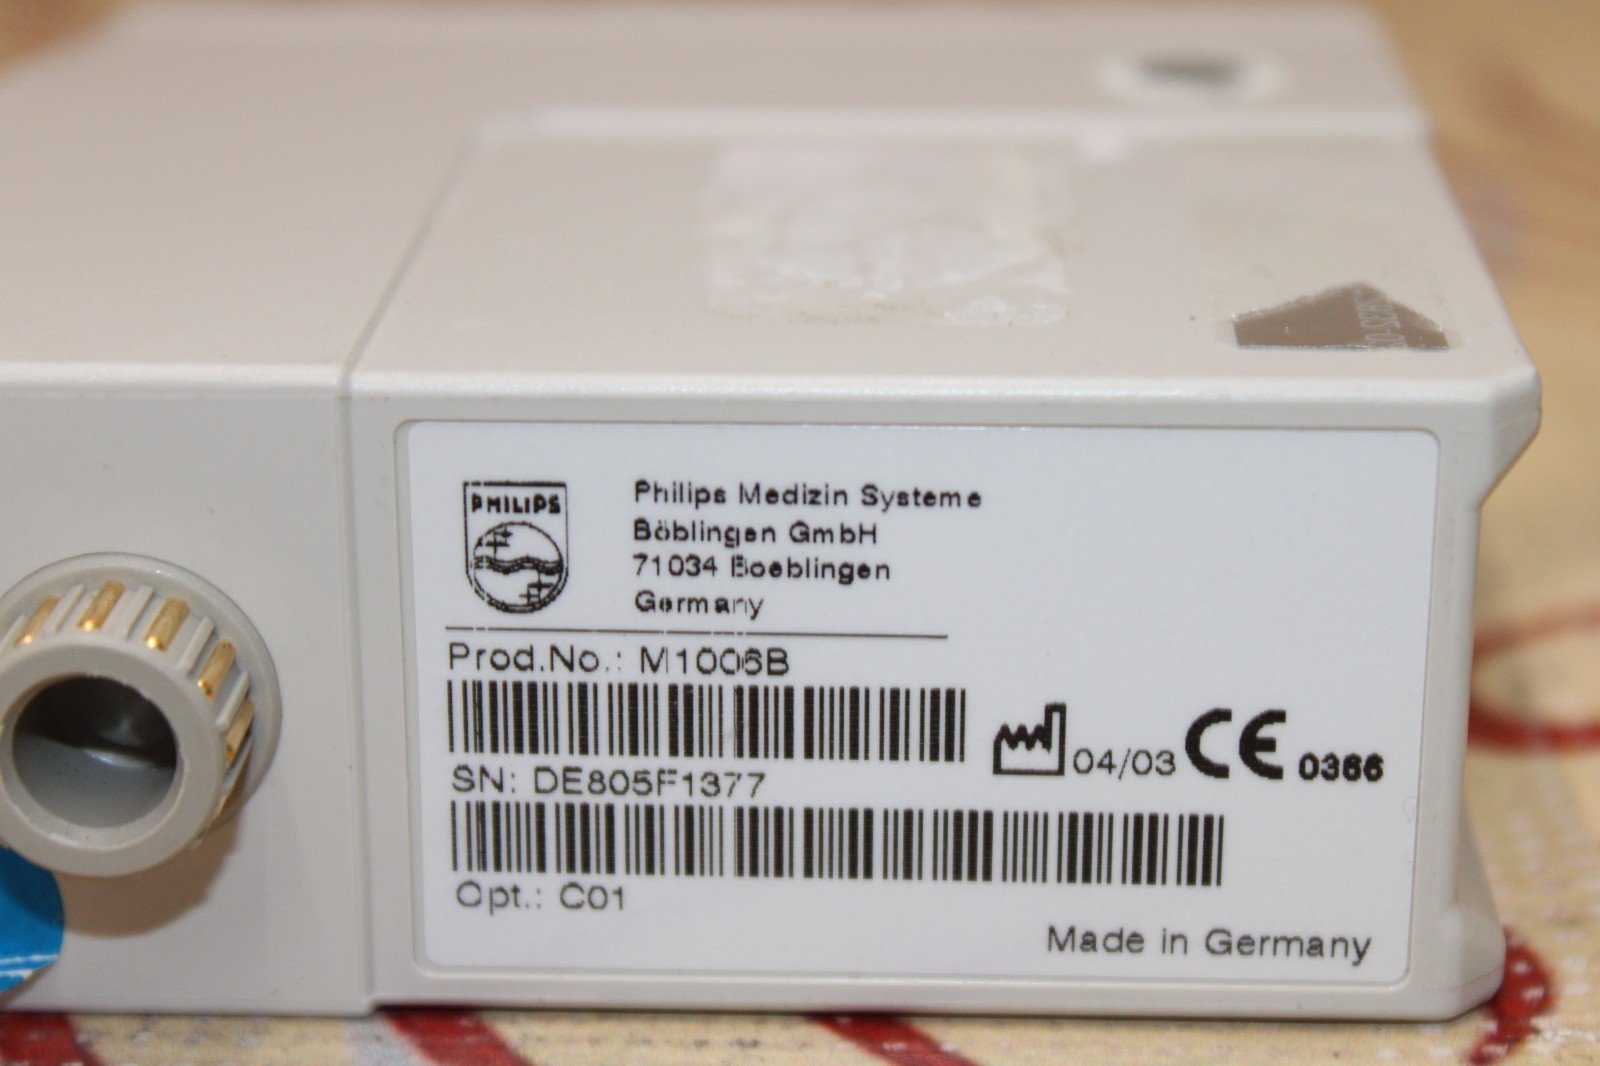 PHILIPS
Philips Medizin Systeme
Böblingen GmbH
71034 Boeblingen
Germany
Prod.No.: M1006B
SN: DE805F1377
04/03 CE 0366
Opt.: C01
Made in Germany